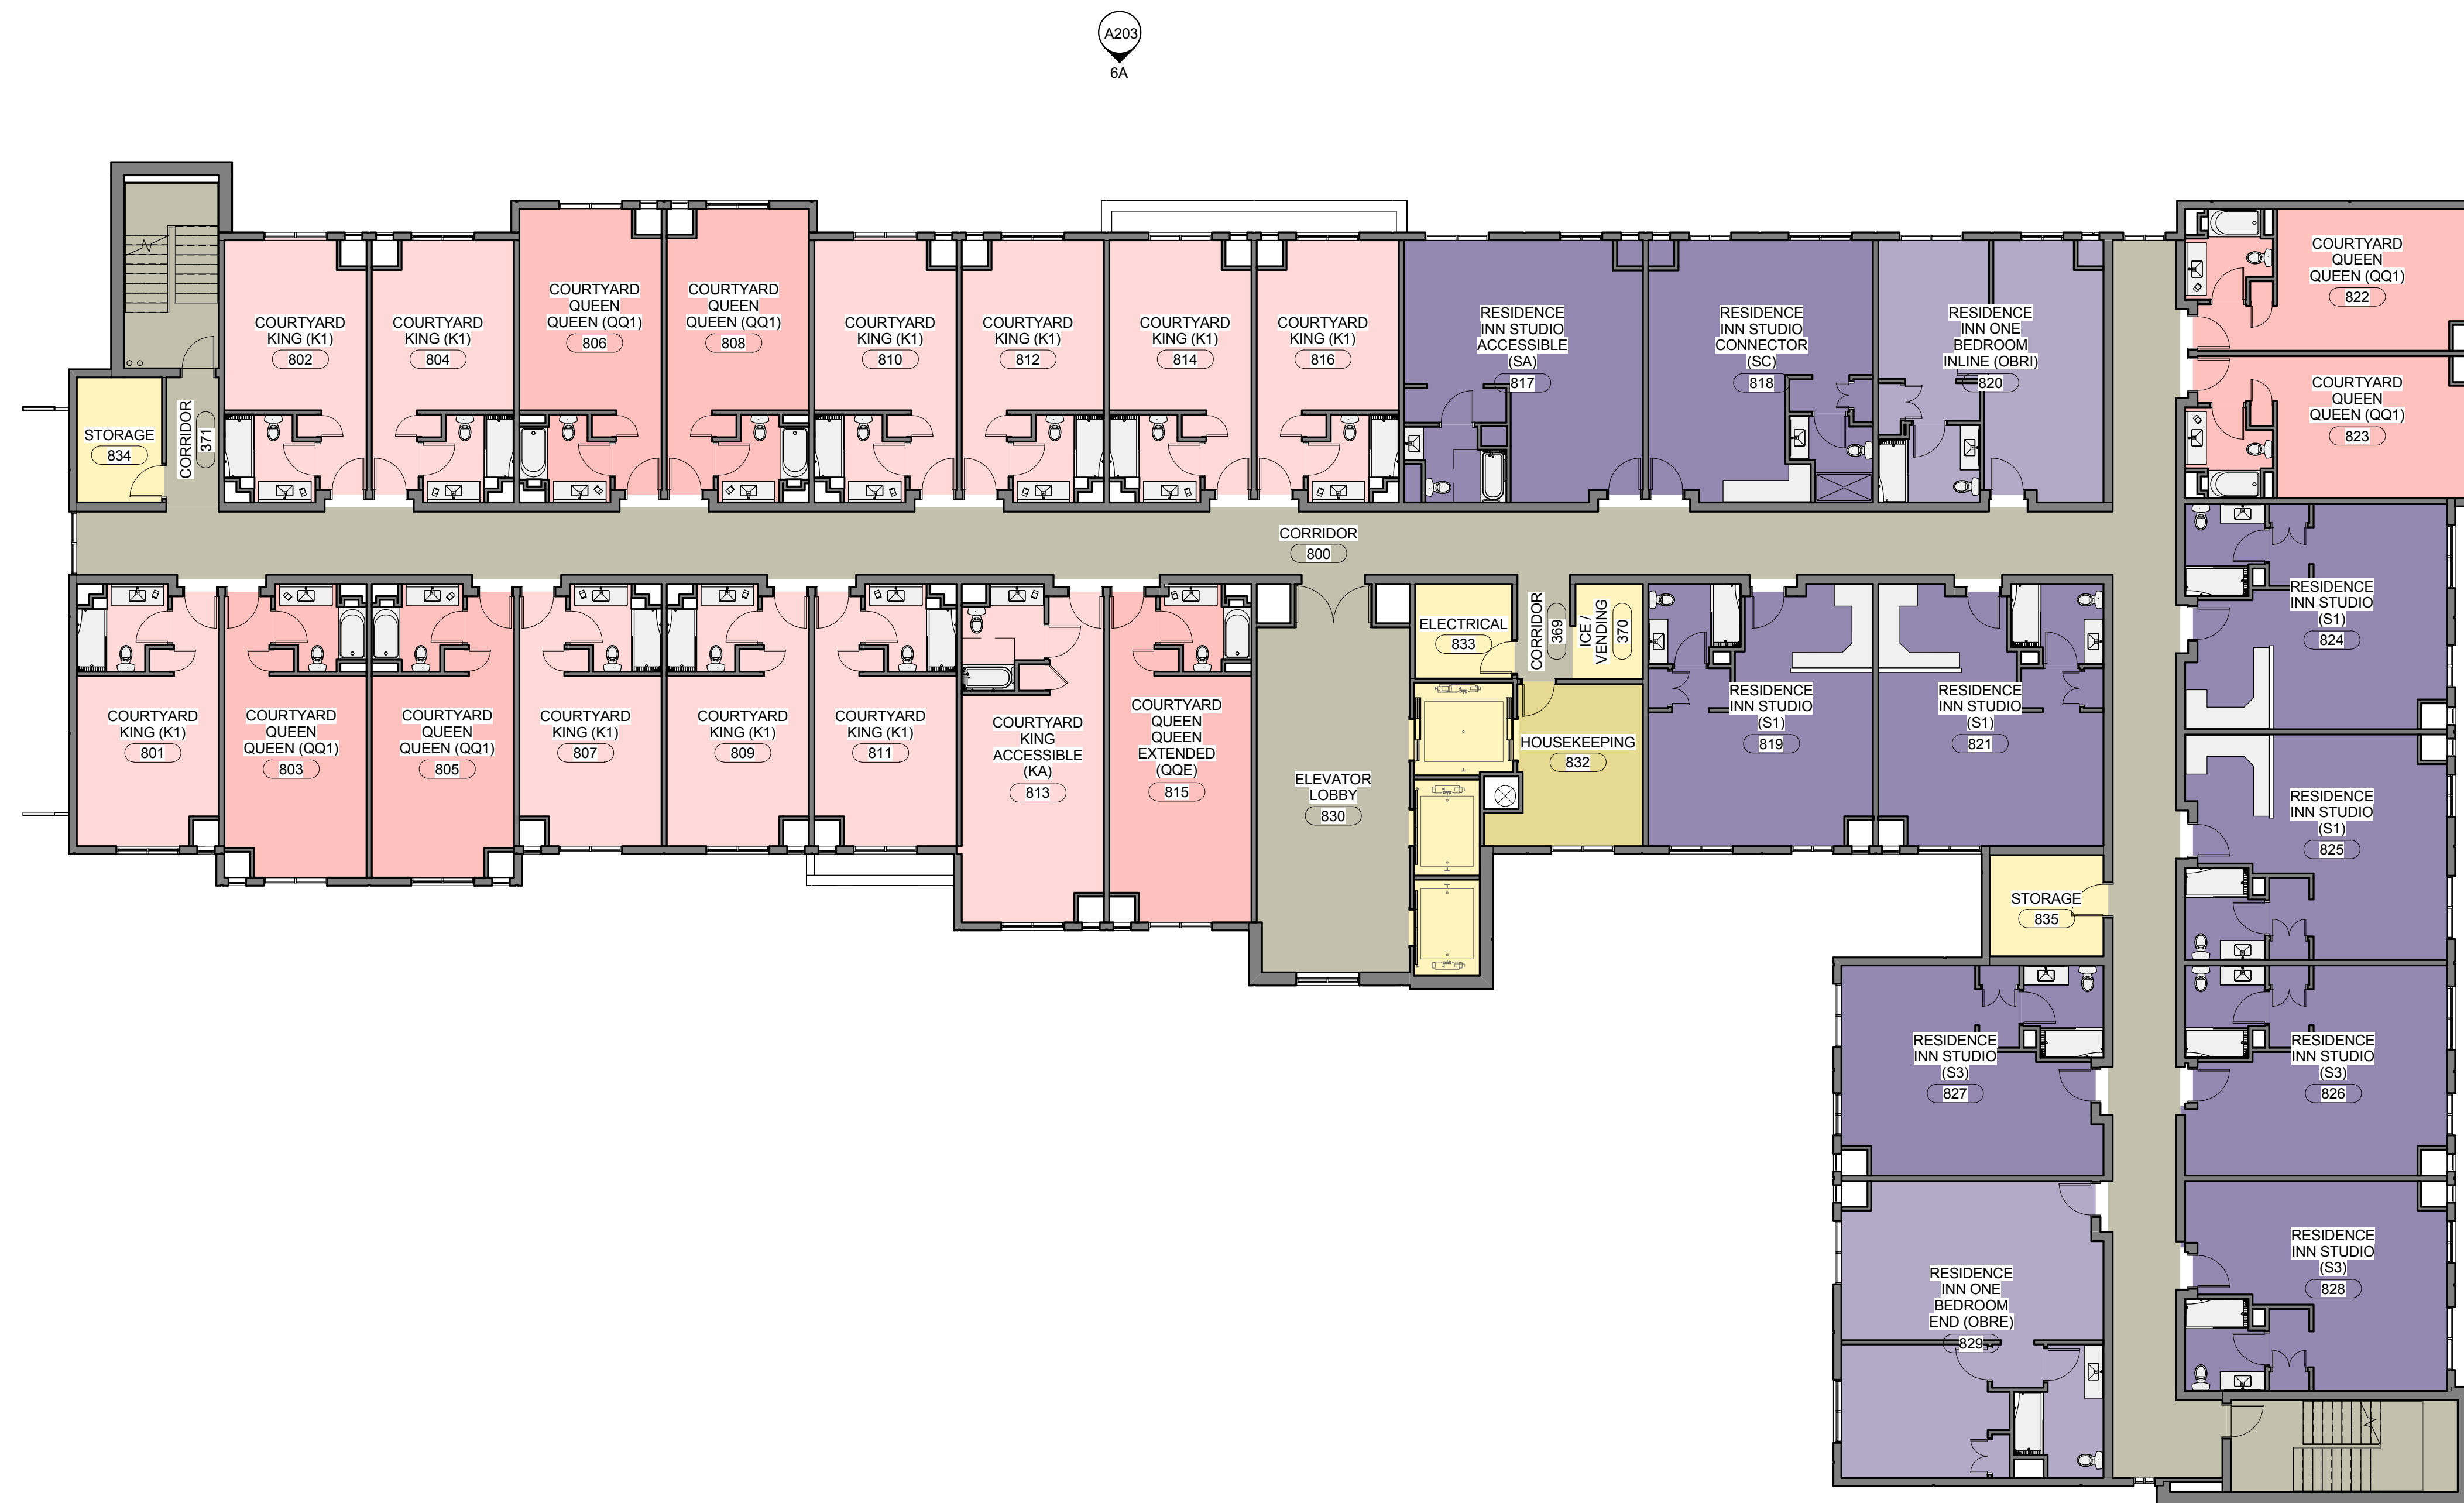 A203
6A
COURTYARD
KING (K1)
802
COURTYARD
KING (K1)
804
COURTYARD
QUEEN
QUEEN (QQ1)
806
COURTYARD
QUEEN
QUEEN (QQ1)
808
COURTYARD
KING (K1)
810
COURTYARD
KING (K1)
812
COURTYARD
KING (K1)
814
COURTYARD
KING (K1)
816
RESIDENCE
INN STUDIO
ACCESSIBLE
(SA)
817
RESIDENCE
INN STUDIO
CONNECTOR
(SC)
818
RESIDENCE
INN ONE
BEDROOM
INLINE (OBRI)
820
COURTYARD
QUEEN
QUEEN (QQ1)
822
COURTYARD
QUEEN
QUEEN (QQ1)
823
STORAGE
834
CORRIDOR
371
CORRIDOR
800
COURTYARD
KING (K1)
801
COURTYARD
QUEEN
QUEEN (QQ1)
803
COURTYARD
QUEEN
QUEEN (QQ1)
805
COURTYARD
KING (K1)
807
COURTYARD
KING (K1)
809
COURTYARD
KING (K1)
811
COURTYARD
KING
ACCESSIBLE
(KA)
813
COURTYARD
QUEEN
QUEEN
EXTENDED
(QQE)
815
ELEVATOR
LOBBY
830
ELECTRICAL
833
CORRIDOR
369
ICE /
VENDING
370
HOUSEKEEPING
832
RESIDENCE
INN STUDIO
(S1)
819
RESIDENCE
INN STUDIO
(S1)
821
RESIDENCE
INN STUDIO
(S1)
824
RESIDENCE
INN STUDIO
(S1)
825
STORAGE
835
RESIDENCE
INN STUDIO
(S3)
827
RESIDENCE
INN STUDIO
(S3)
826
RESIDENCE
INN ONE
BEDROOM
END (OBRE)
829
RESIDENCE
INN STUDIO
(S3)
828